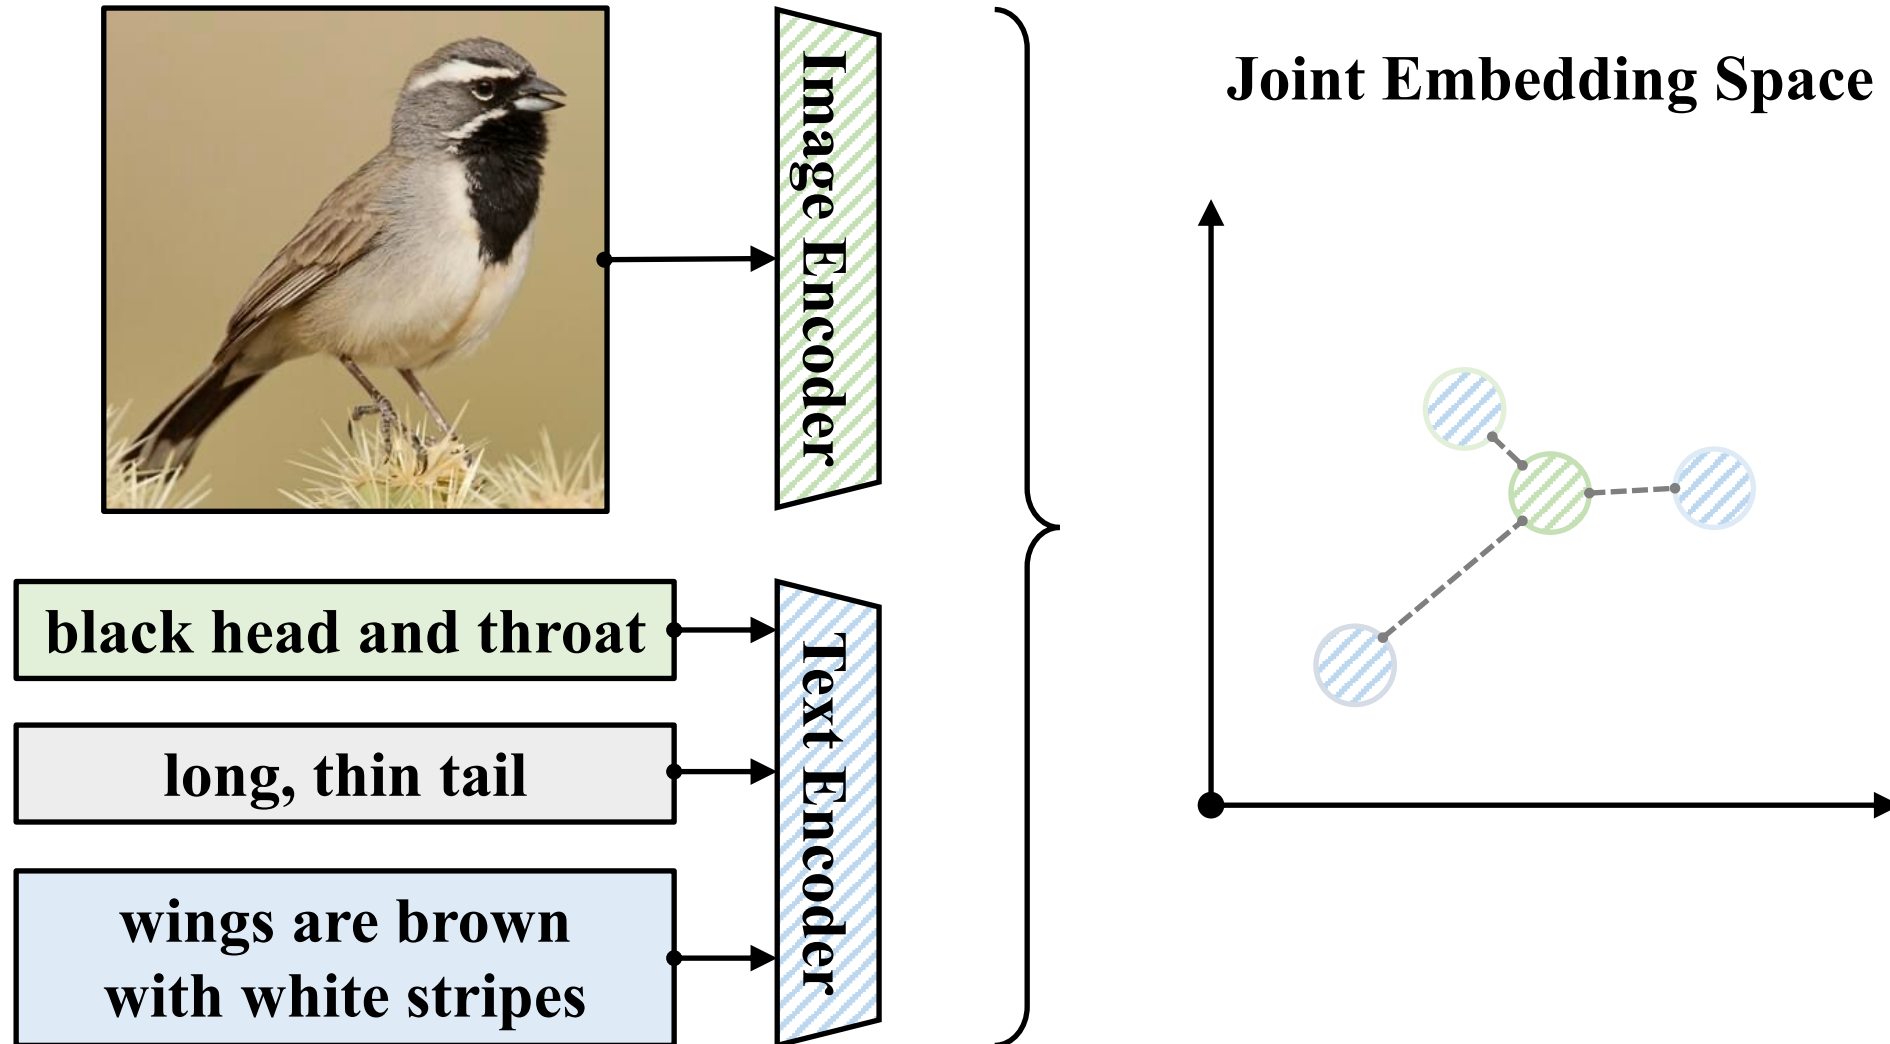 Image Encoder
Joint Embedding Space
black head and throat
long, thin tail
wings are brown
with white stripes
Text Encoder